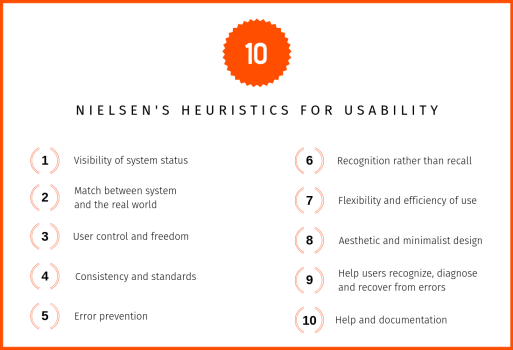 10
NIELSEN'S HEURISTICS FOR USABILITY
1 Visibility of system status
2 Match between system
and the real world
3 User control and freedom
4 Consistency and standards
5 Error prevention
6 Recognition rather than recall
7 Flexibility and efficiency of use
8 Aesthetic and minimalist design
9 Help users recognize, diagnose
and recover from errors
10 Help and documentation